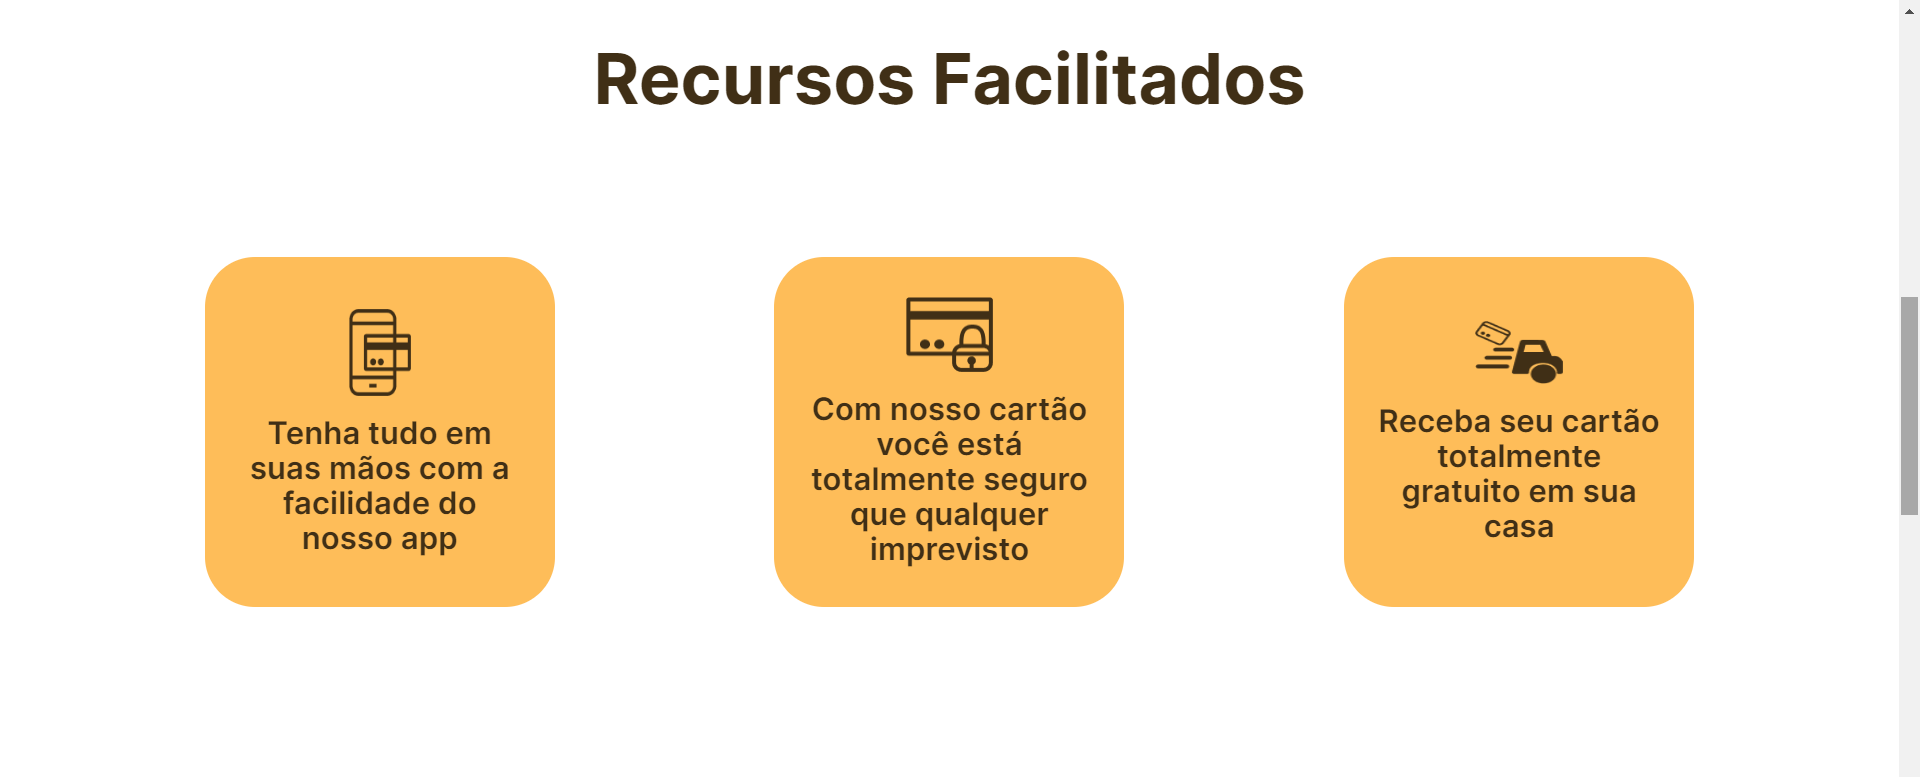 Recursos Facilitados
Tenha tudo em
suas mãos com a
facilidade do
nosso app
Com nosso cartão
você está
totalmente seguro
que qualquer
imprevisto
Receba seu cartão
totalmente
gratuito em sua
casa